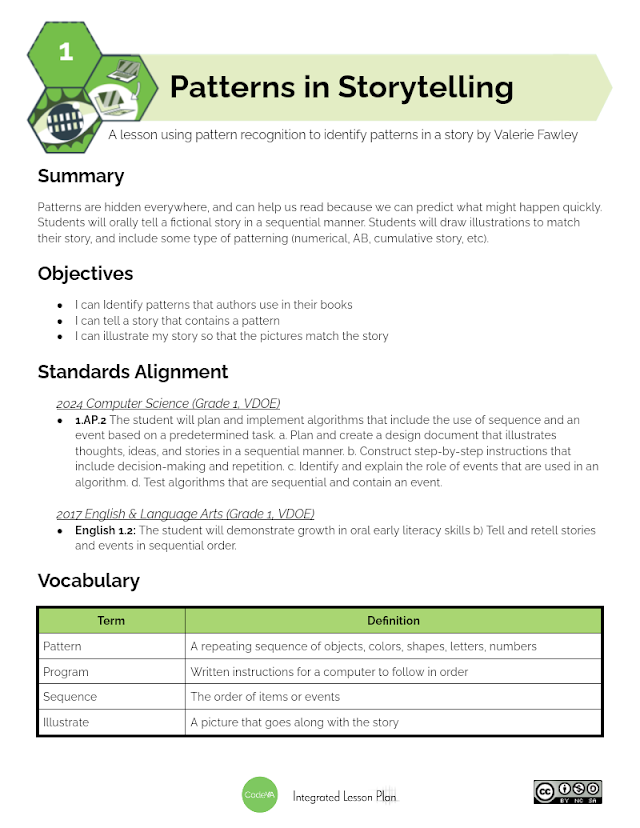 1
Patterns in Storytelling
A lesson using pattern recognition to identify patterns in a story by Valerie Fawley
Summary
Patterns are hidden everywhere, and can help us read because we can predict what might happen quickly.
Students will orally tell a fictional story in a sequential manner. Students will draw illustrations to match
their story, and include some type of patterning (numerical, AB, cumulative story, etc).
Objectives
● I can Identify patterns that authors use in their books
● I can tell a story that contains a pattern
● I can illustrate my story so that the pictures match the story
Standards Alignment
2024 Computer Science (Grade 1, VDOE)
● 1.AP.2 The student will plan and implement algorithms that include the use of sequence and an
event based on a predetermined task. a. Plan and create a design document that illustrates
thoughts, ideas, and stories in a sequential manner. b. Construct step-by-step instructions that
include decision-making and repetition. c. Identify and explain the role of events that are used in an
algorithm. d. Test algorithms that are sequential and contain an event.
2017 English & Language Arts (Grade 1, VDOE)
● English 1.2: The student will demonstrate growth in oral early literacy skills b) Tell and retell stories
and events in sequential order.
Vocabulary
Term Definition
Pattern A repeating sequence of objects, colors, shapes, letters, numbers
Program Written instructions for a computer to follow in order
Sequence The order of items or events
Illustrate A picture that goes along with the story
CodeVA Integrated Lesson Plan
cc BY NC SA